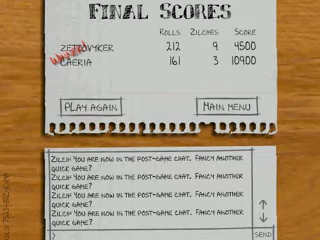 FINAL SCORES
ROLLS ZILCHES SCORE
ZETTOVYKER 212 9 4500
CAERIA 161 3 10900
PLAY AGAIN MAIN MENU
ZILCH: YOU ARE NOW IN THE POST-GAME CHAT. FANCY ANOTHER
QUICK GAME?
ZILCH: YOU ARE NOW IN THE POST-GAME CHAT. FANCY ANOTHER
QUICK GAME?
ZILCH: YOU ARE NOW IN THE POST-GAME CHAT. FANCY ANOTHER
QUICK GAME?
ZILCH: YOU ARE NOW IN THE POST-GAME CHAT. FANCY ANOTHER
QUICK GAME?
SEND